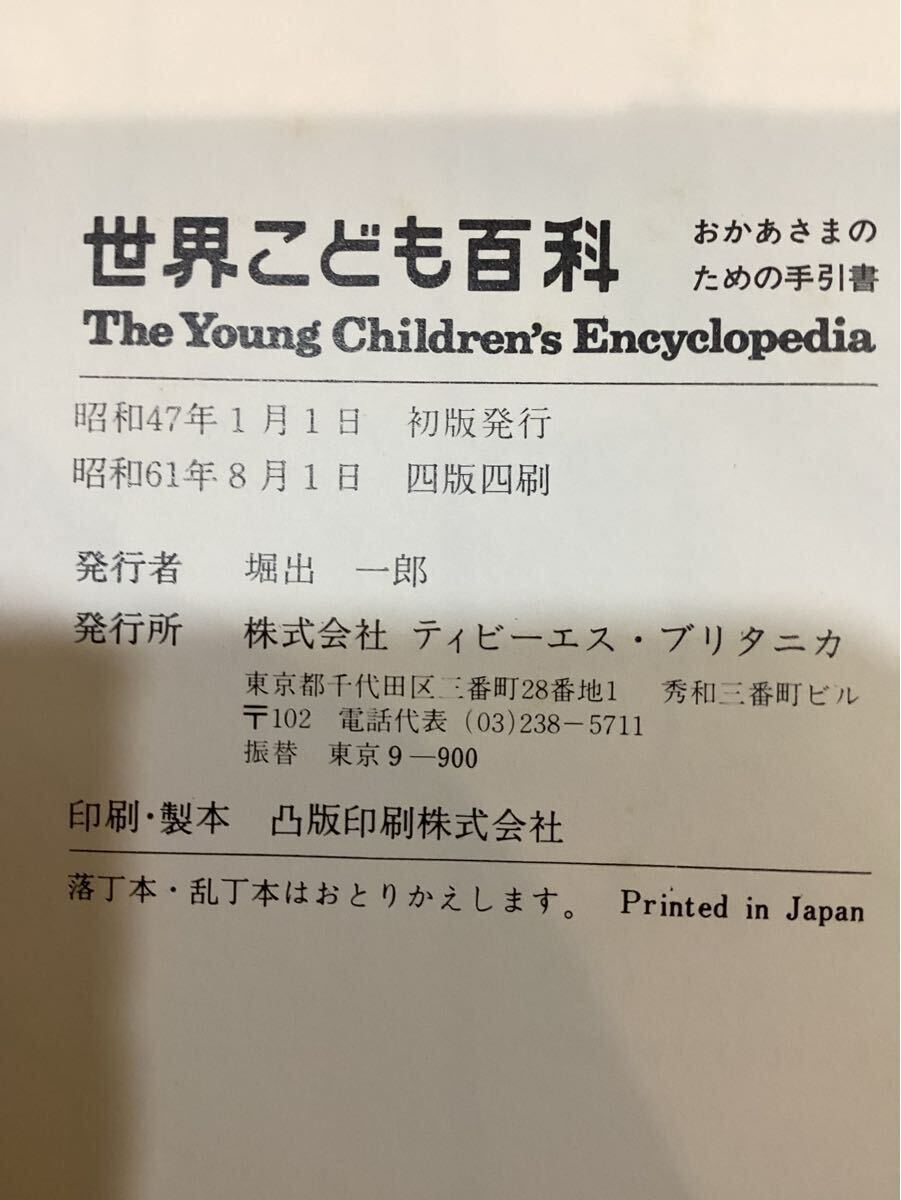 世界こども百科 おかあさまの
ための手引書
The Young Children's Encyclopedia
昭和47年1月1日 初版発行
昭和61年8月1日 四版四刷
発行者 堀出 一郎
発行所 株式会社 ティビーエス・ブリタニカ
東京都千代田区三番町28番地1 秀和三番町ビル
〒102 電話代表 (03)238-5711
振替 東京9-900
印刷・製本 凸版印刷株式会社
落丁本・乱丁本はおとりかえします。 Printed in Japan